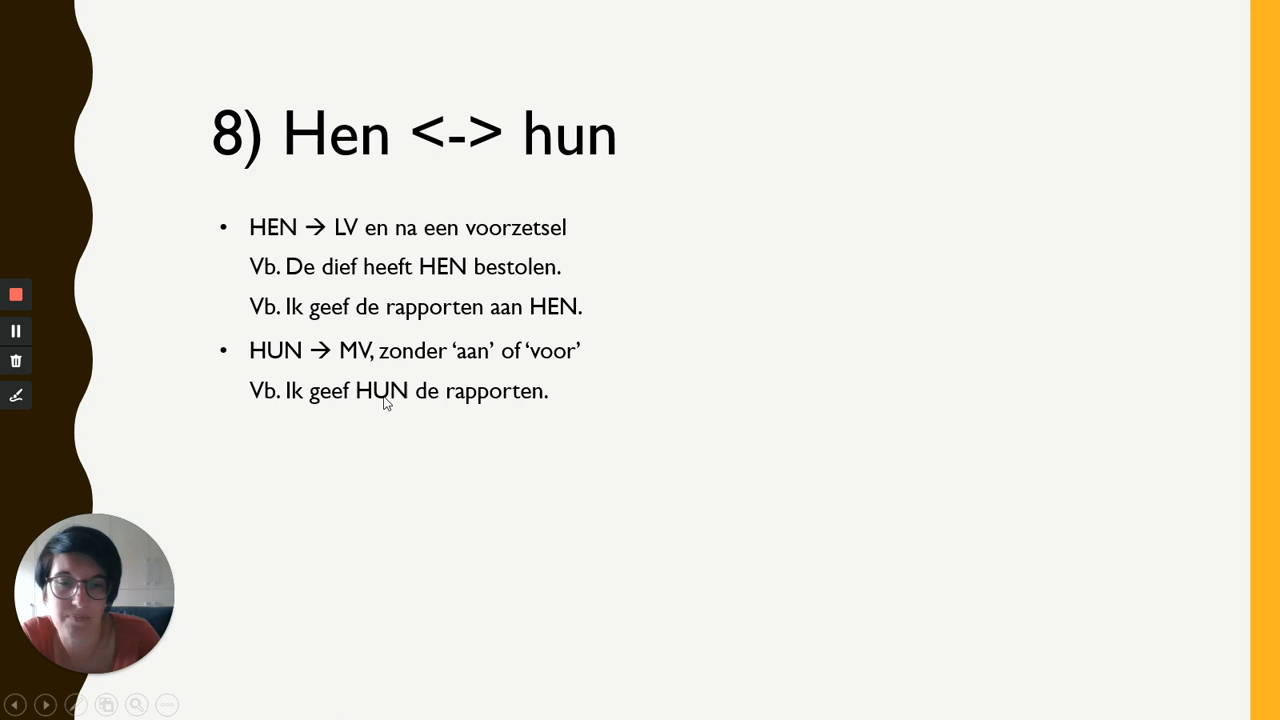 8) Hen <-> hun
• HEN → LV en na een voorzetsel
Vb. De dief heeft HEN bestolen.
Vb. Ik geef de rapporten aan HEN.
• HUN → MV, zonder ‘aan’ of ‘voor’
Vb. Ik geef HUN de rapporten.